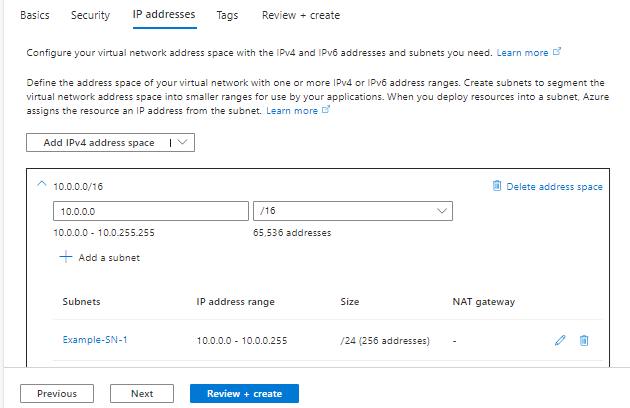 Basics Security IP addresses Tags Review + create
Configure your virtual network address space with the IPv4 and IPv6 addresses and subnets you need. Learn more
Define the address space of your virtual network with one or more IPv4 or IPv6 address ranges. Create subnets to segment the
virtual network address space into smaller ranges for use by your applications. When you deploy resources into a subnet, Azure
assigns the resource an IP address from the subnet. Learn more
Add IPv4 address space |
10.0.0.0/16 Delete address space
10.0.0.0 /16
10.0.0.0 - 10.0.255.255 65,536 addresses
+ Add a subnet
Subnets IP address range Size NAT gateway
Example-SN-1 10.0.0.0 - 10.0.0.255 /24 (256 addresses) -
Previous Next Review + create